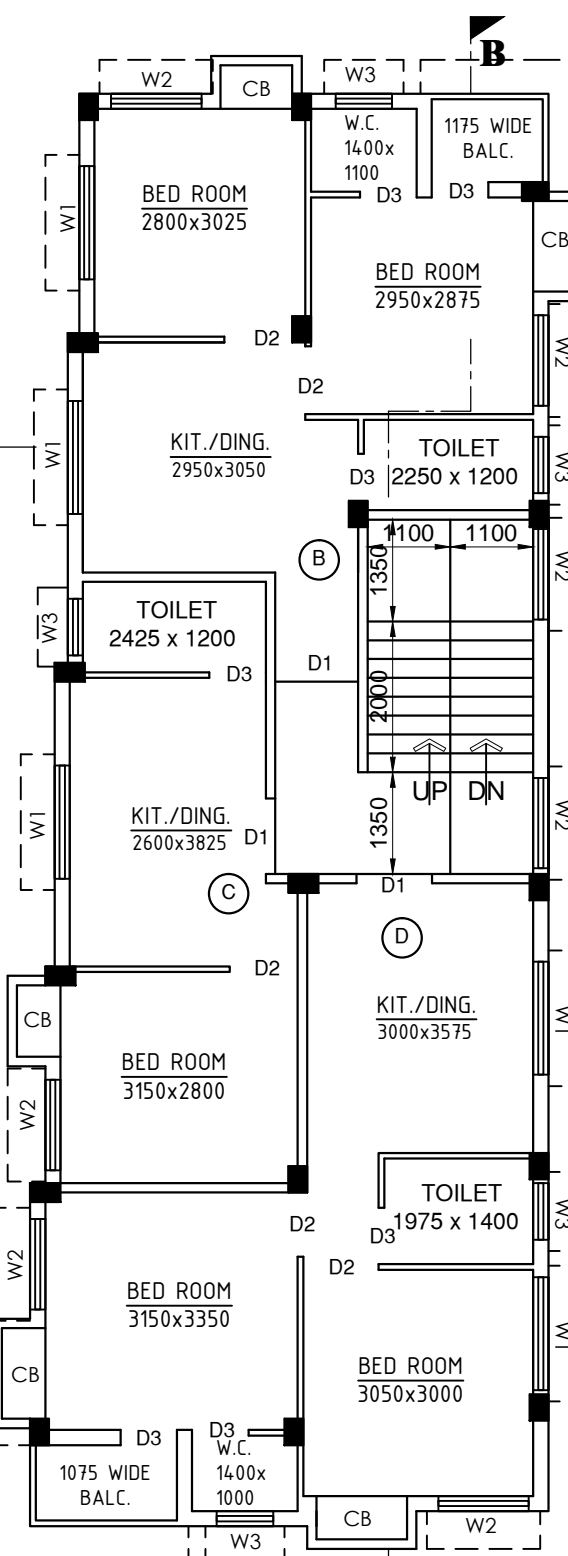 B
W2
CB
W3
W.C.
1400x
1100
1175 WIDE
BALC.
D3
D3
W1
BED ROOM
2800x3025
CB
BED ROOM
2950x2875
D2
W2
D2
W1
KIT./DING.
2950x3050
TOILET
2250 x 1200
D3
W3
1100
1100
B
1350
W2
TOILET
2425 x 1200
W3
D1
D3
2000
UP
DN
W1
KIT./DING.
2600x3825
D1
1350
W2
D1
C
D
D2
CB
KIT./DING.
3000x3575
W1
BED ROOM
3150x2800
W2
TOILET
1975 x 1400
D2
D3
W3
W2
D2
BED ROOM
3150x3350
W1
CB
BED ROOM
3050x3000
D3
D3
W.C.
1400x
1000
1075 WIDE
BALC.
CB
W2
W3